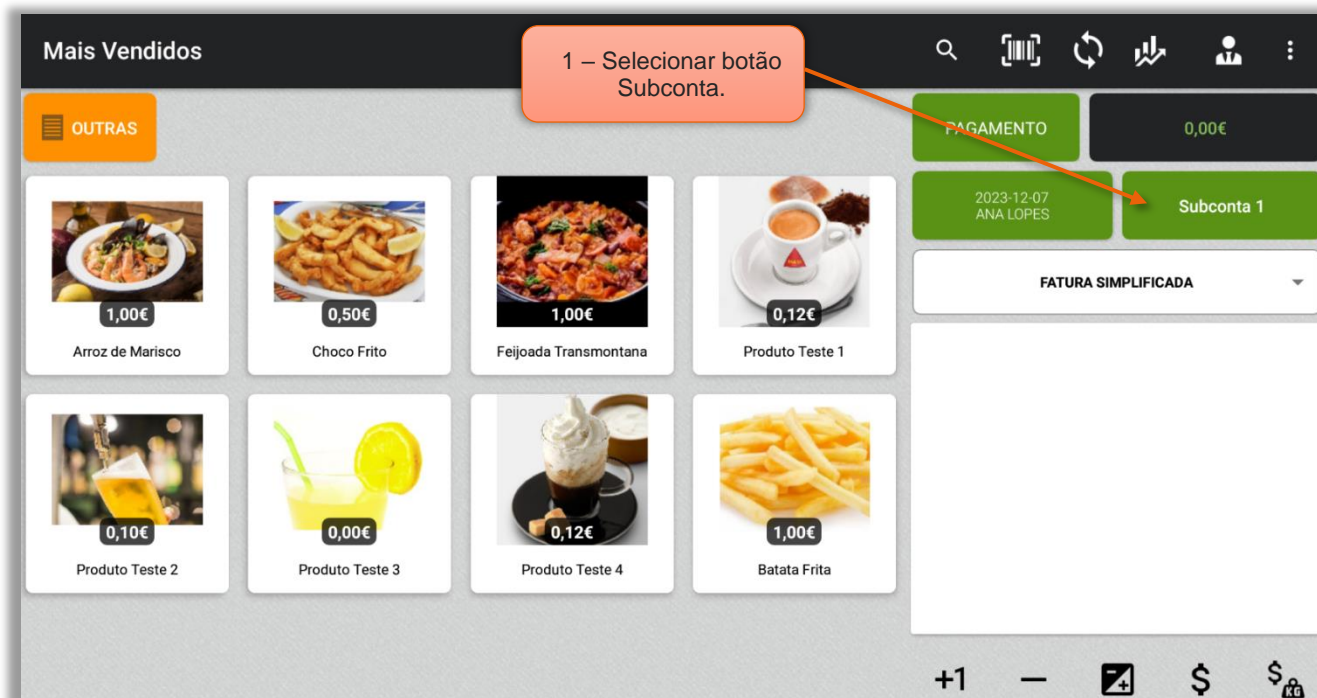 Mais Vendidos
1 – Selecionar botão
Subconta.
OUTRAS
PAGAMENTO
0,00€
2023-12-07
ANA LOPES
Subconta 1
FATURA SIMPLIFICADA
1,00€
0,50€
1,00€
0,12€
Arroz de Marisco
Choco Frito
Feijoada Transmontana
Produto Teste 1
0,10€
0,00€
0,12€
1,00€
Produto Teste 2
Produto Teste 3
Produto Teste 4
Batata Frita
+1
—
$
$ KG